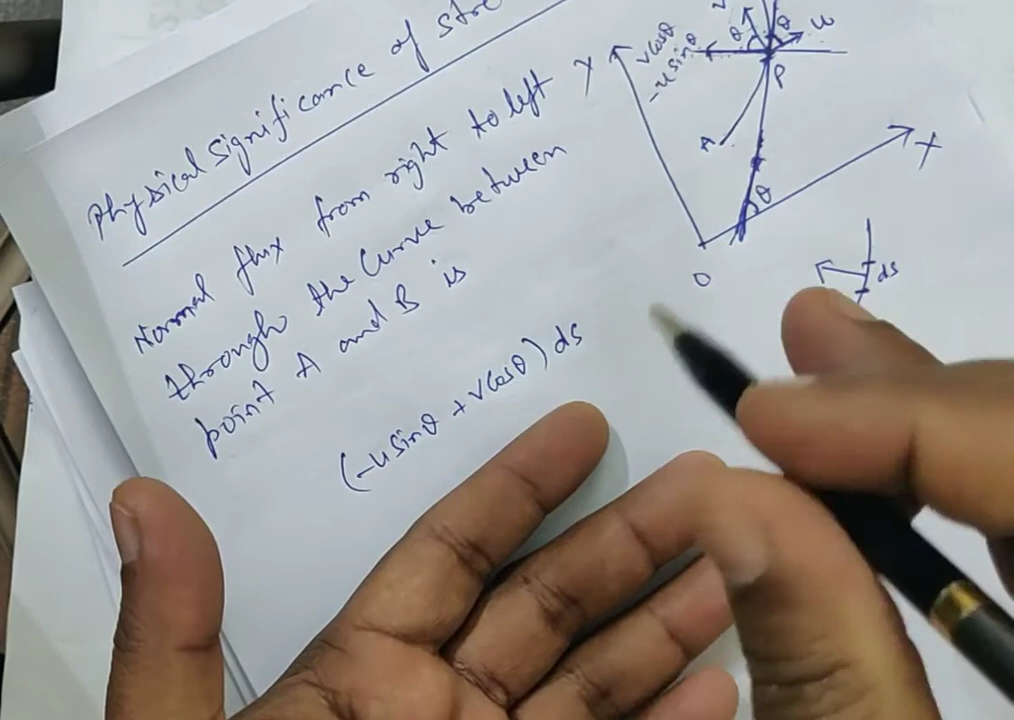 Physical Significance of
Normal flux from right to left
through the Curve between
point A and B is
(-u sinθ + v cosθ) ds
Y
v cosθ
-u sinθ
θ
θ
u
P
A
θ
X
O
ds